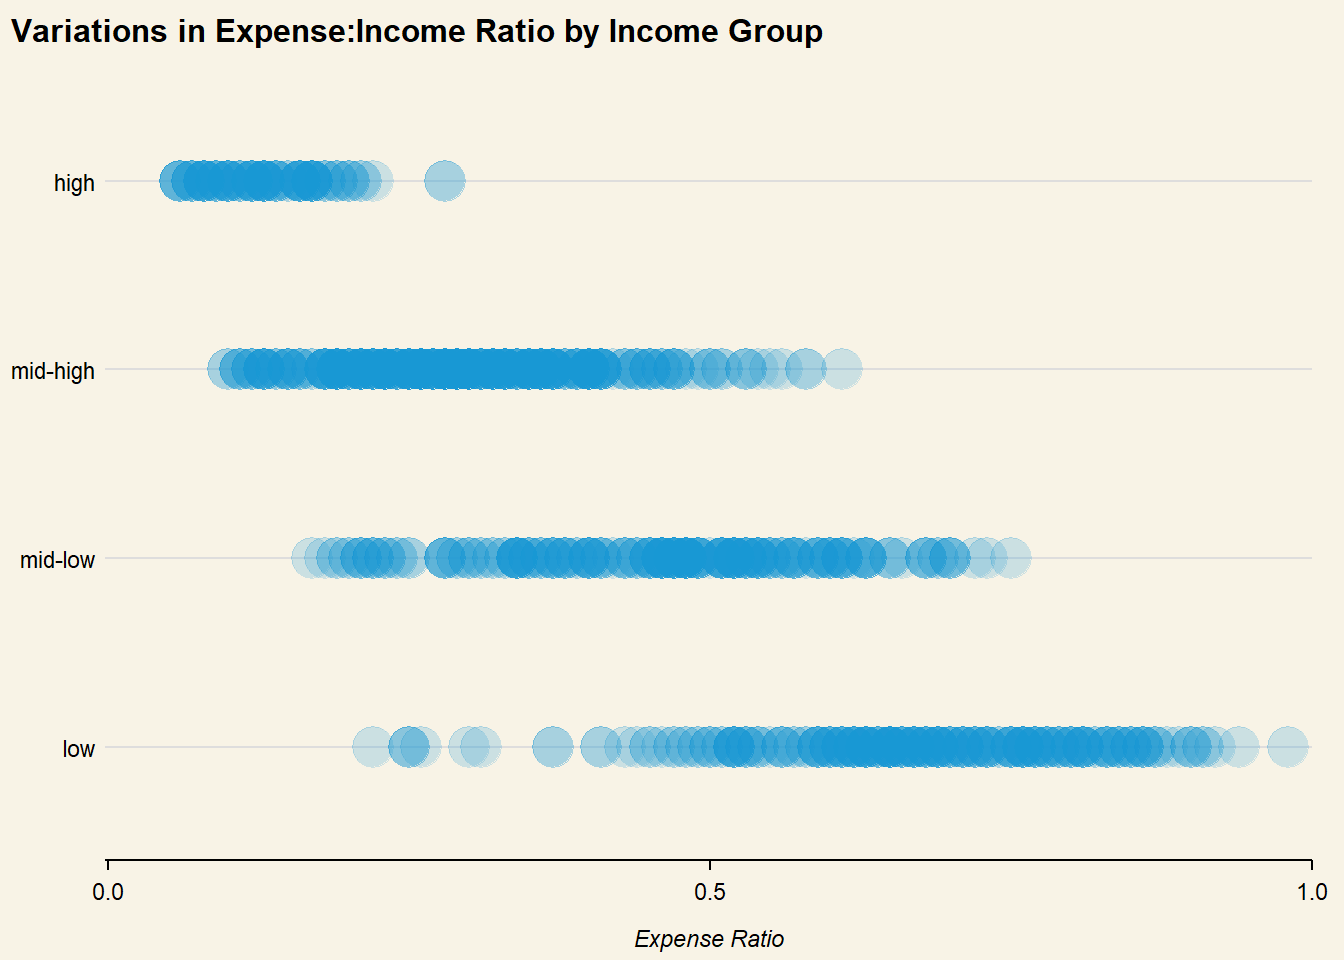 Variations in Expense:Income Ratio by Income Group
high
mid-high
mid-low
low
0.0 0.5 1.0
Expense Ratio